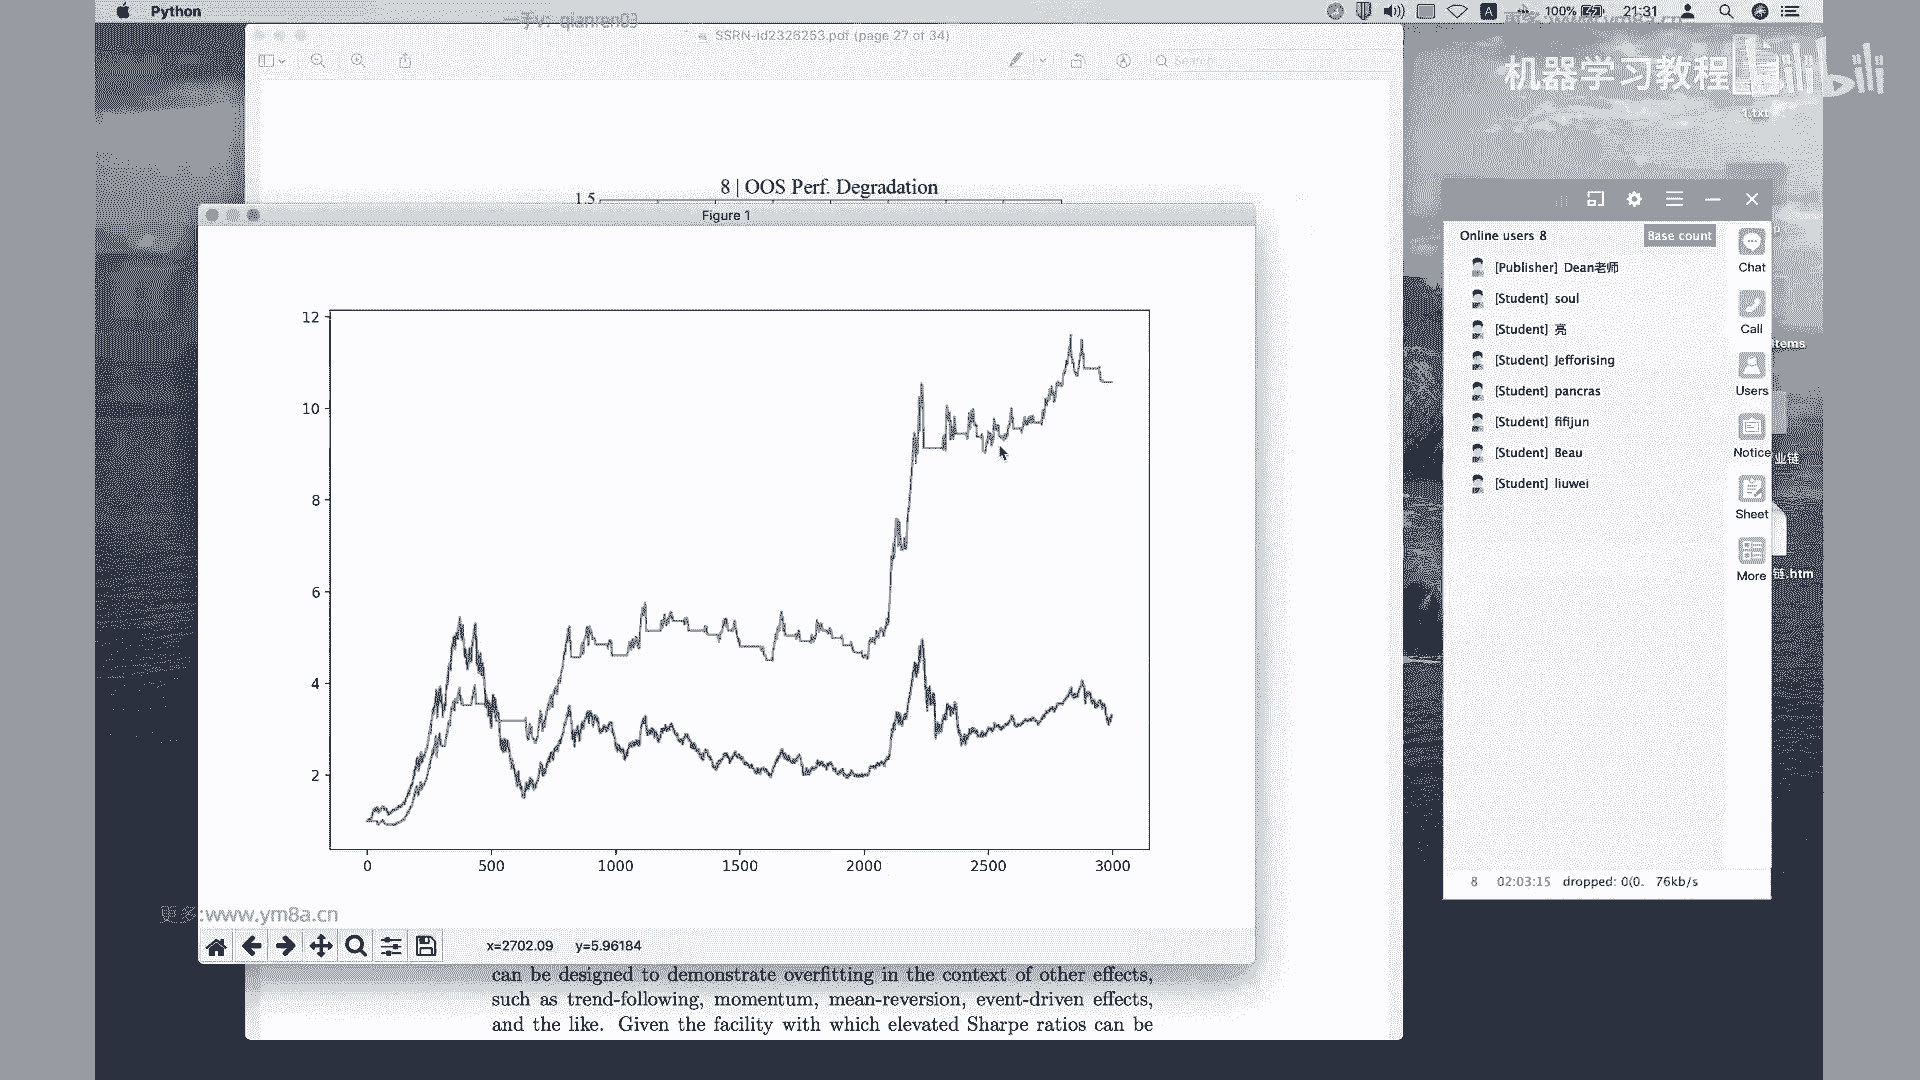 Python
一手v: qianren03
100%
21:31
SSRN-id2326253.pdf (page 27 of 34)
Search
机器学习教程
bilibili
1.txt
8 | OOS Perf. Degradation
1.5
Figure 1
12
10
8
6
4
2
0
500
1000
1500
2000
2500
3000
更多:www.ym8a.cn
x=2702.09 y=5.96184
can be designed to demonstrate overfitting in the context of other effects,
such as trend-following, momentum, mean-reversion, event-driven effects,
and the like. Given the facility with which elevated Sharpe ratios can be
Online users 8
Base count
[Publisher] Dean老师
[Student] soul
[Student] 亮
[Student] Jefforising
[Student] pancras
[Student] fifijun
[Student] Beau
[Student] liuwei
Chat
Call
Users
Notice
Sheet
More
items
业链
链.htm
8 02:03:15 dropped: 0(0. 76kb/s